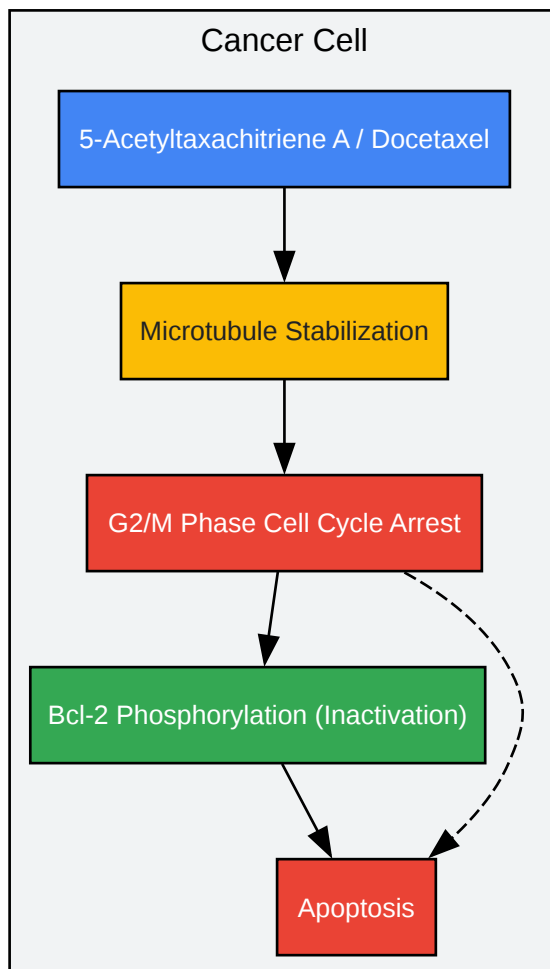 Cancer Cell
5-Acetyltaxachitriene A / Docetaxel
Microtubule Stabilization
G2/M Phase Cell Cycle Arrest
Bcl-2 Phosphorylation (Inactivation)
Apoptosis